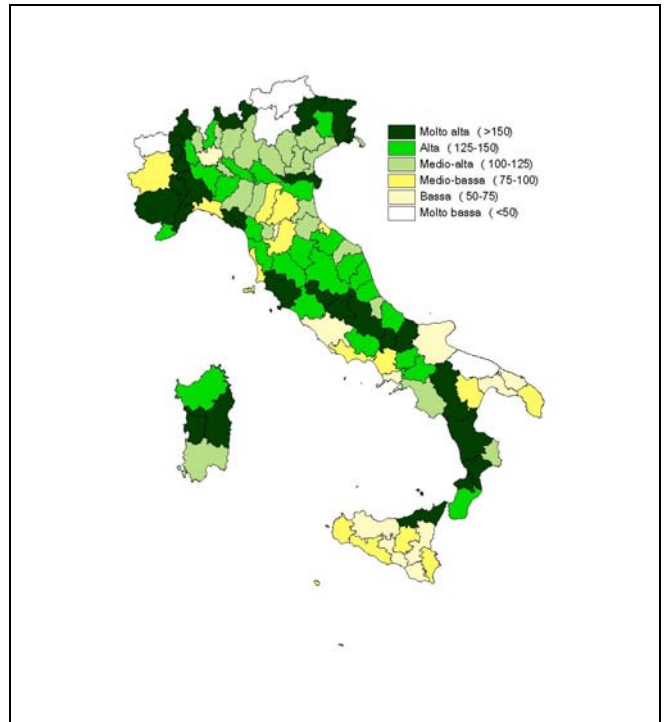 Molto alta (>150)
Alta (125-150)
Medio-alta (100-125)
Medio-bassa (75-100)
Bassa (50-75)
Molto bassa (<50)